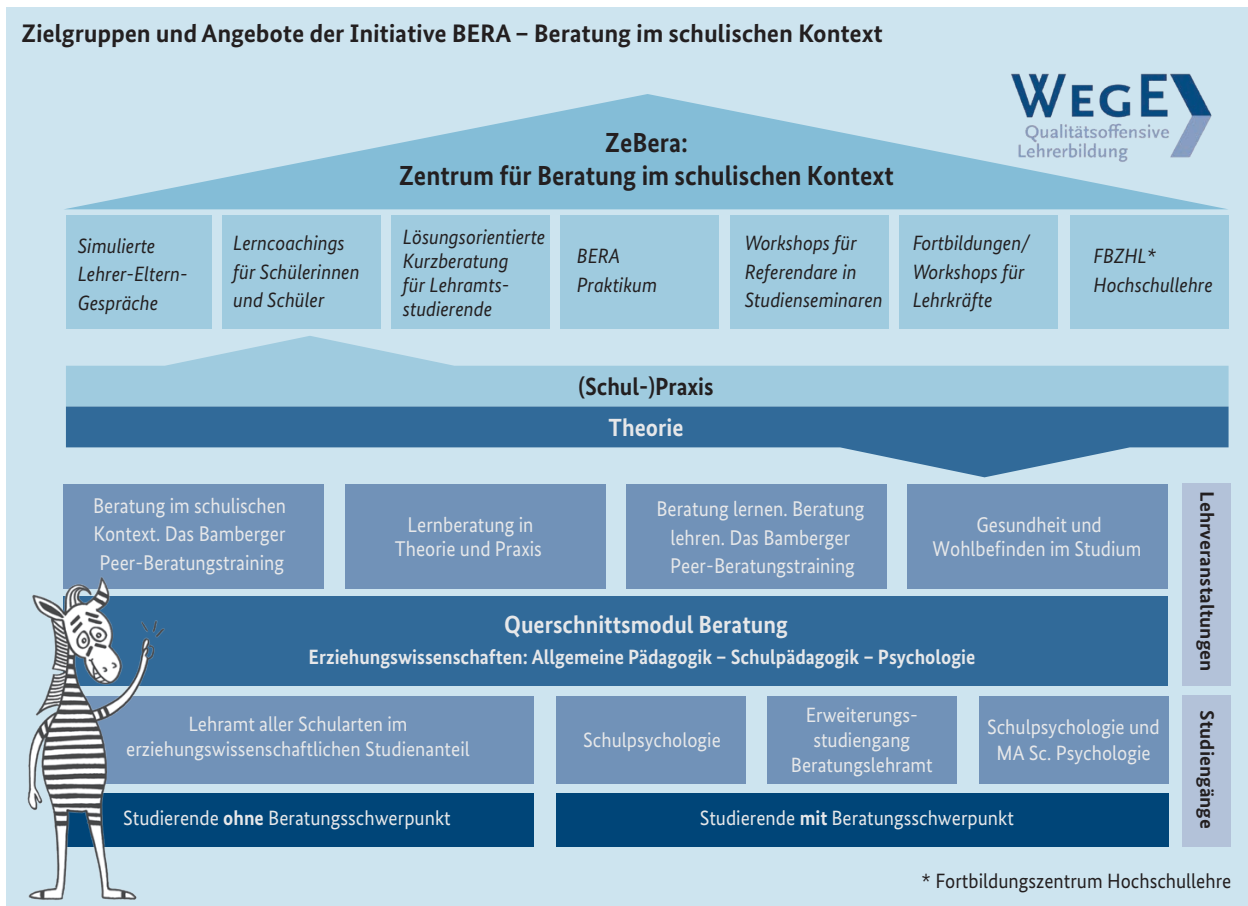 Zielgruppen und Angebote der Initiative BERA – Beratung im schulischen Kontext
WEGE
Qualitätsoffensive
Lehrerbildung
ZeBera:
Zentrum für Beratung im schulischen Kontext
Simulierte
Lehrer-Eltern-
Gespräche
Lerncoachings
für Schülerinnen
und Schüler
Lösungsorientierte
Kurzberatung
für Lehramts-
studierende
BERA
Praktikum
Workshops für
Referendare in
Studienseminaren
Fortbildungen/
Workshops für
Lehrkräfte
FBZHL*
Hochschullehre
(Schul-)Praxis
Theorie
Beratung im schulischen
Kontext. Das Bamberger
Peer-Beratungstraining
Lernberatung in
Theorie und Praxis
Beratung lernen. Beratung
lehren. Das Bamberger
Peer-Beratungstraining
Gesundheit und
Wohlbefinden im Studium
Lehrveranstaltungen
Querschnittsmodul Beratung
Erziehungswissenschaften: Allgemeine Pädagogik – Schulpädagogik – Psychologie
Lehramt aller Schularten im
erziehungswissenschaftlichen Studienanteil
Schulpsychologie
Erweiterungs-
studiengang
Beratungslehramt
Schulpsychologie und
MA Sc. Psychologie
Studiengänge
Studierende ohne Beratungsschwerpunkt
Studierende mit Beratungsschwerpunkt
* Fortbildungszentrum Hochschullehre